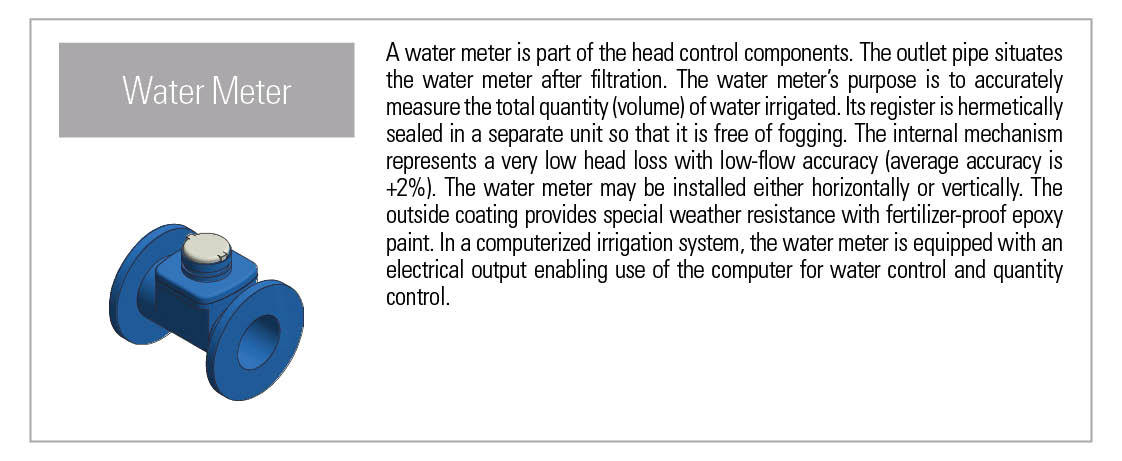 Water Meter
A water meter is part of the head control components. The outlet pipe situates
the water meter after filtration. The water meter’s purpose is to accurately
measure the total quantity (volume) of water irrigated. Its register is hermetically
sealed in a separate unit so that it is free of fogging. The internal mechanism
represents a very low head loss with low-flow accuracy (average accuracy is
+2%). The water meter may be installed either horizontally or vertically. The
outside coating provides special weather resistance with fertilizer-proof epoxy
paint. In a computerized irrigation system, the water meter is equipped with an
electrical output enabling use of the computer for water control and quantity
control.